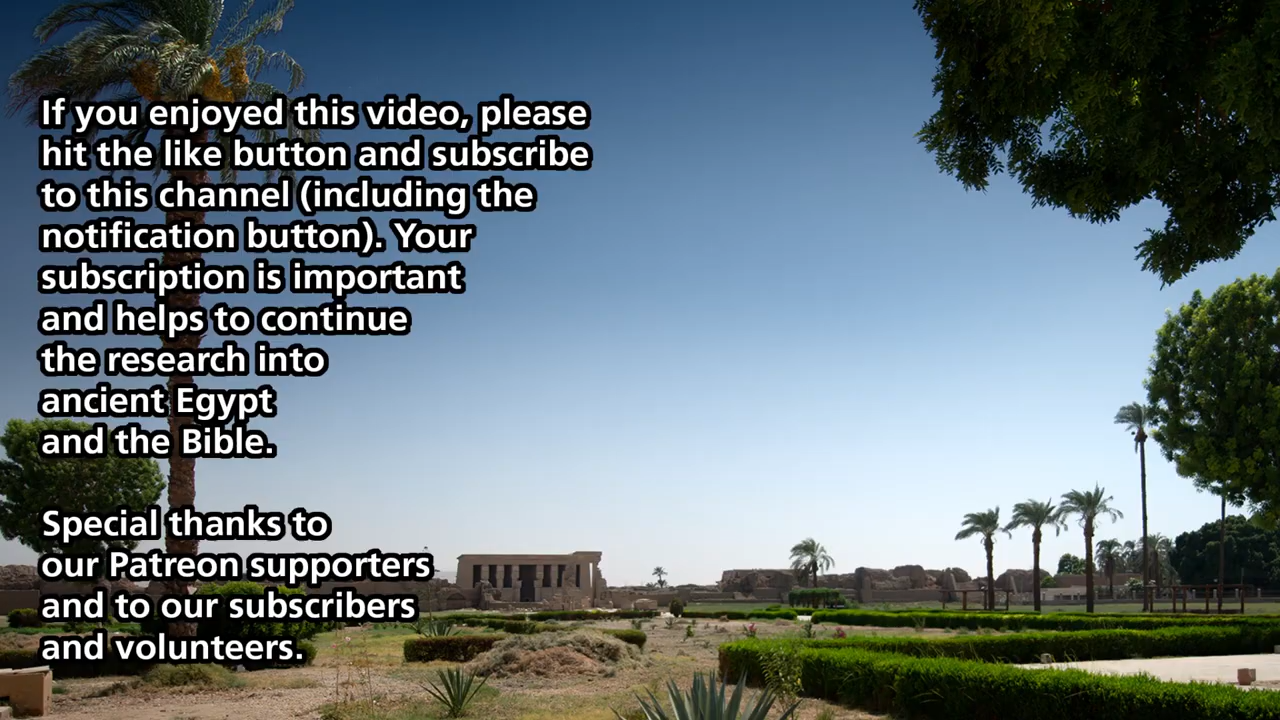 If you enjoyed this video, please
hit the like button and subscribe
to this channel (including the
notification button). Your
subscription is important
and helps to continue
the research into
ancient Egypt
and the Bible.
Special thanks to
our Patreon supporters
and to our subscribers
and volunteers.